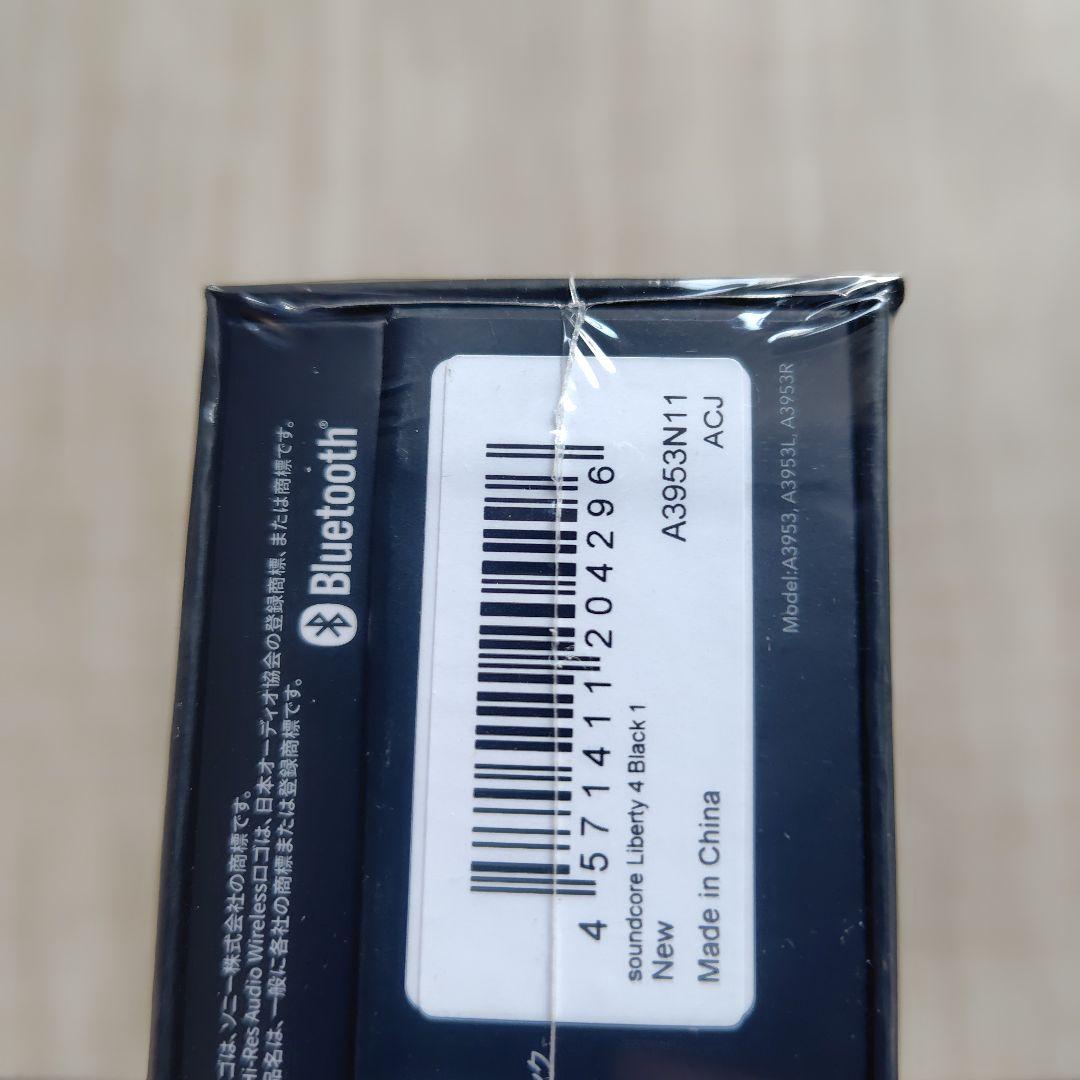 ゴは、ソニー株式会社の商標です。
Hi-Res Audio Wirelessロゴは、日本オーディオ協会の登録商標、または商標です。
品名は、一般に各社の商標または登録商標です。
Bluetooth®
4 571411 204296
soundcore Liberty 4 Black 1
New
A3953N11
Made in China
ACJ
Model:A3953, A3953L, A3953R